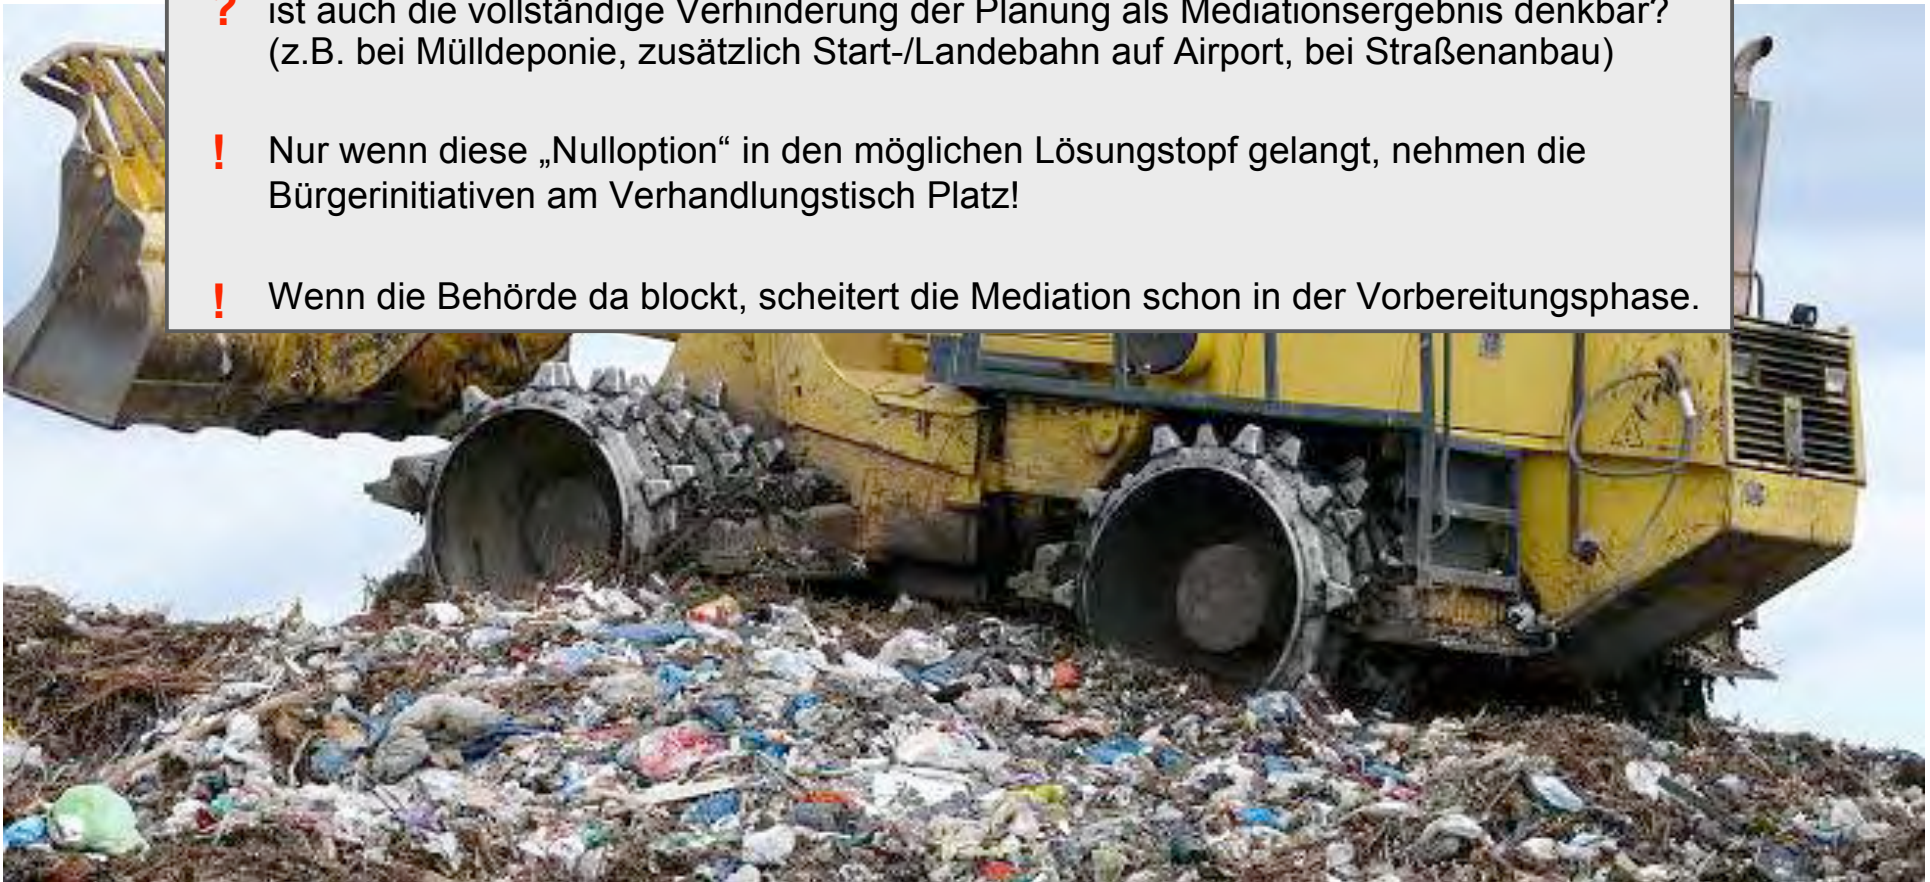 ? ist auch die vollständige Verhinderung der Planung als Mediationsergebnis denkbar?
(z.B. bei Mülldeponie, zusätzlich Start-/Landebahn auf Airport, bei Straßenanbau)
! Nur wenn diese „Nulloption“ in den möglichen Lösungstopf gelangt, nehmen die
Bürgerinitiativen am Verhandlungstisch Platz!
! Wenn die Behörde da blockt, scheitert die Mediation schon in der Vorbereitungsphase.